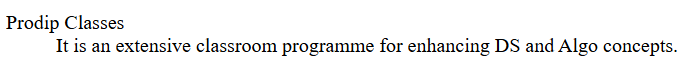 Prodip Classes
It is an extensive classroom programme for enhancing DS and Algo concepts.